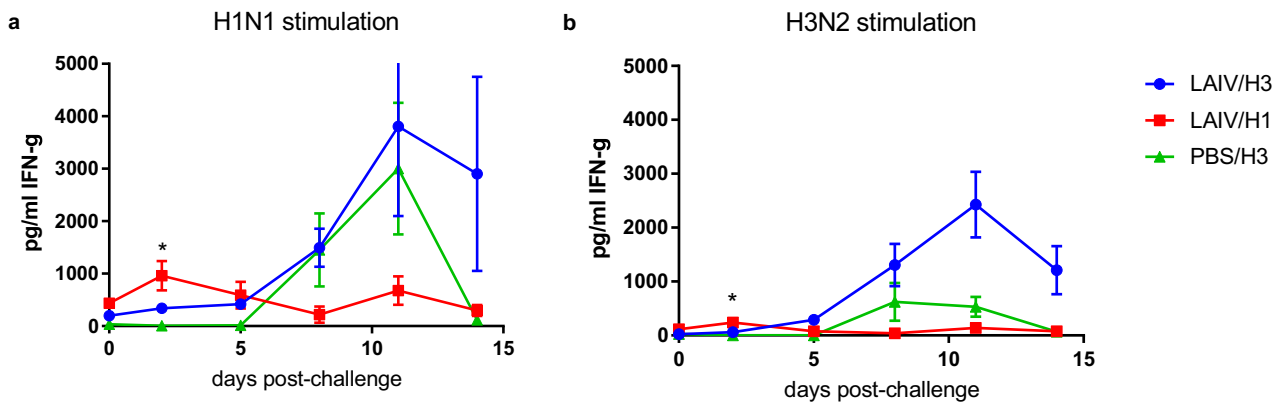 a
H1N1 stimulation
pg/ml IFN-g
5000
4000
3000
2000
1000
0
*
0
5
10
15
days post-challenge
b
H3N2 stimulation
pg/ml IFN-g
5000
4000
3000
2000
1000
0
*
0
5
10
15
days post-challenge
LAIV/H3
LAIV/H1
PBS/H3